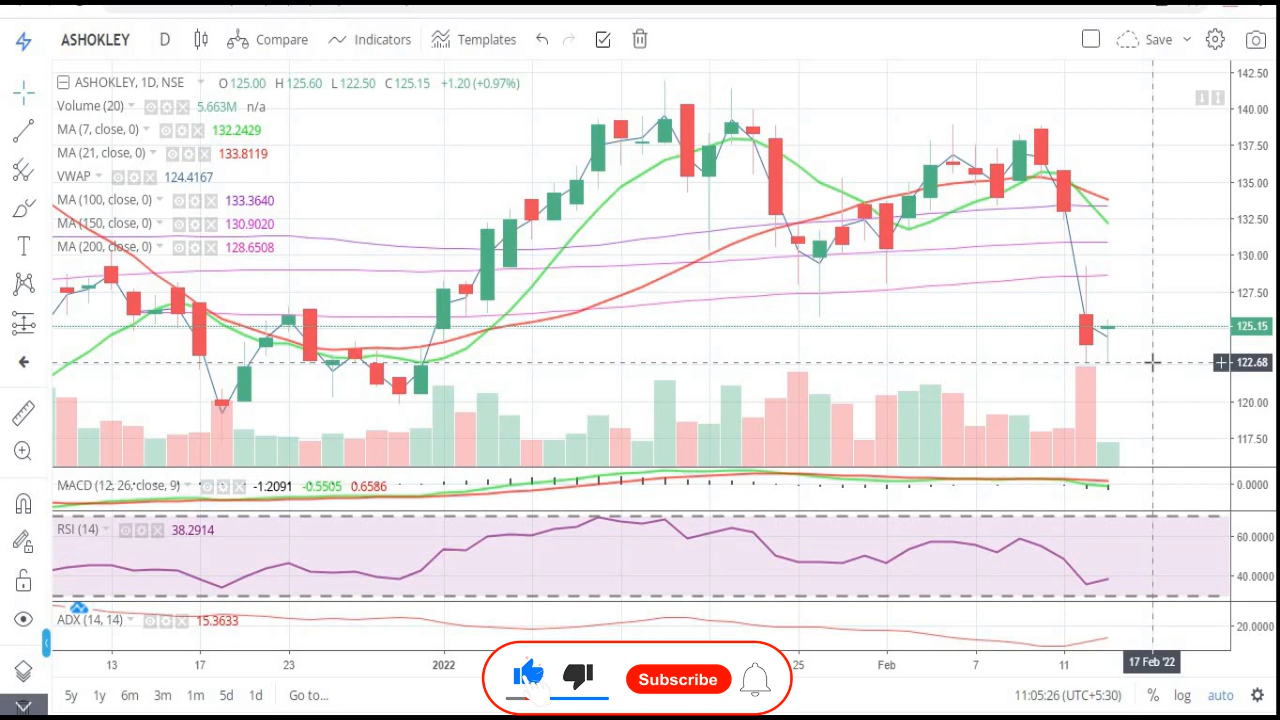 ASHOKLEY D Compare Indicators Templates Save
ASHOKLEY, 1D, NSE O 125.00 H 125.60 L 122.50 C 125.15 +1.20 (+0.97%)
Volume (20) 5.663M n/a
MA (7, close, 0) 132.2429
MA (21, close, 0) 133.8119
VWAP 124.4167
MA (100, close, 0) 133.3640
MA (150, close, 0) 130.9020
MA (200, close, 0) 128.6508
142.50
140.00
137.50
135.00
132.50
130.00
127.50
125.15
122.68
120.00
117.50
MACD (12, 26, close, 9) -1.2091 -0.5505 0.6586 0.0000
RSI (14) 38.2914 60.0000
40.0000
ADX (14, 14) 15.3633 20.0000
13 17 23 2022 25 Feb 7 11 17 Feb '22
Subscribe
5y 1y 6m 3m 1m 5d 1d Go to... 11:05:26 (UTC+5:30) % log auto